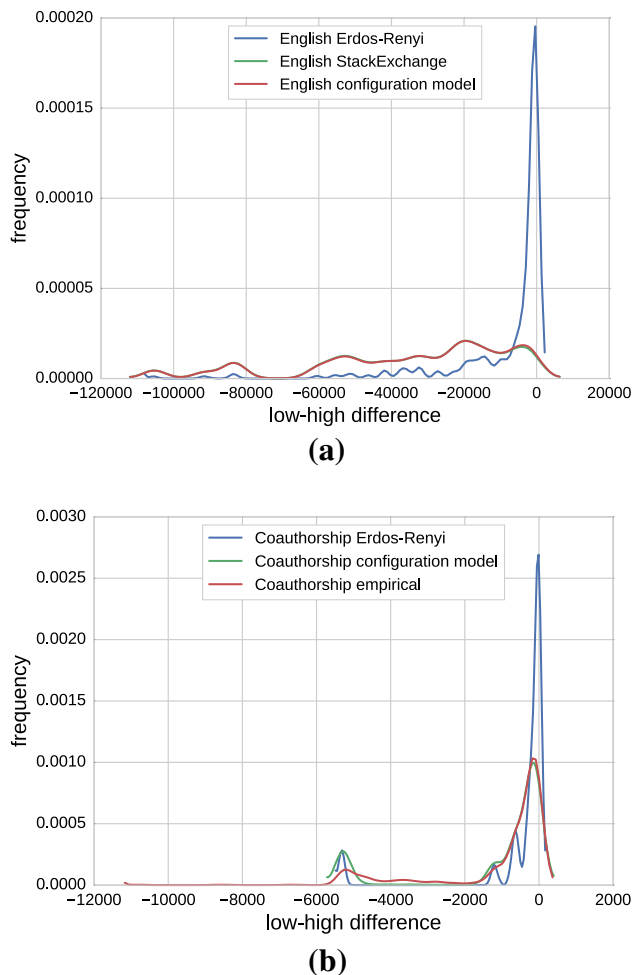 0.00020
English Erdos-Renyi
English StackExchange
English configuration model
0.00015
0.00010
0.00005
0.00000
frequency
−120000 −100000 −80000 −60000 −40000 −20000 0 20000
low-high difference
(a)
0.0030
Coauthorship Erdos-Renyi
Coauthorship configuration model
Coauthorship empirical
0.0025
0.0020
0.0015
0.0010
0.0005
0.0000
frequency
−12000 −10000 −8000 −6000 −4000 −2000 0 2000
low-high difference
(b)